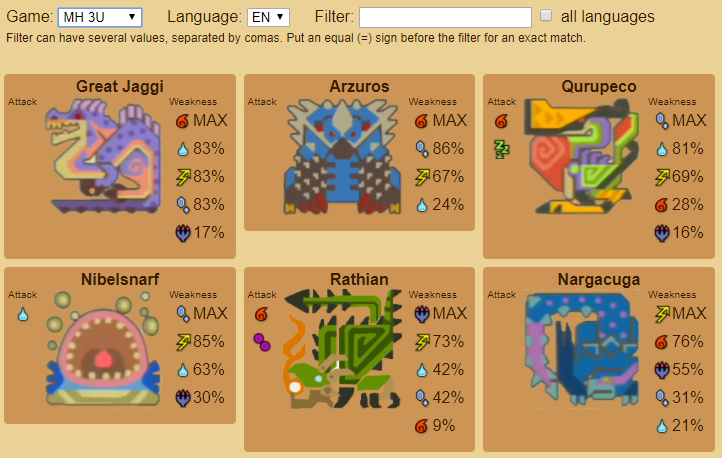 Game: MH 3U Language: EN Filter: all languages
Filter can have several values, separated by comas. Put an equal (=) sign before the filter for an exact match.
Great Jaggi
Attack Weakness
MAX
83%
83%
83%
17%
Arzuros
Attack Weakness
MAX
86%
67%
24%
Qurupeco
Attack Weakness
MAX
81%
69%
28%
16%
Nibelsnarf
Attack Weakness
MAX
85%
63%
30%
Rathian
Attack Weakness
MAX
73%
42%
42%
9%
Nargacuga
Attack Weakness
MAX
76%
55%
31%
21%